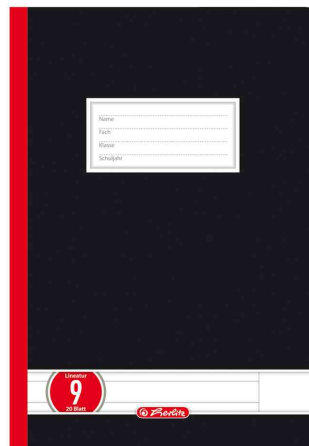 Name
Fach
Klasse
Schuljahr
Lineatur
9
20 Blatt
Herlitz